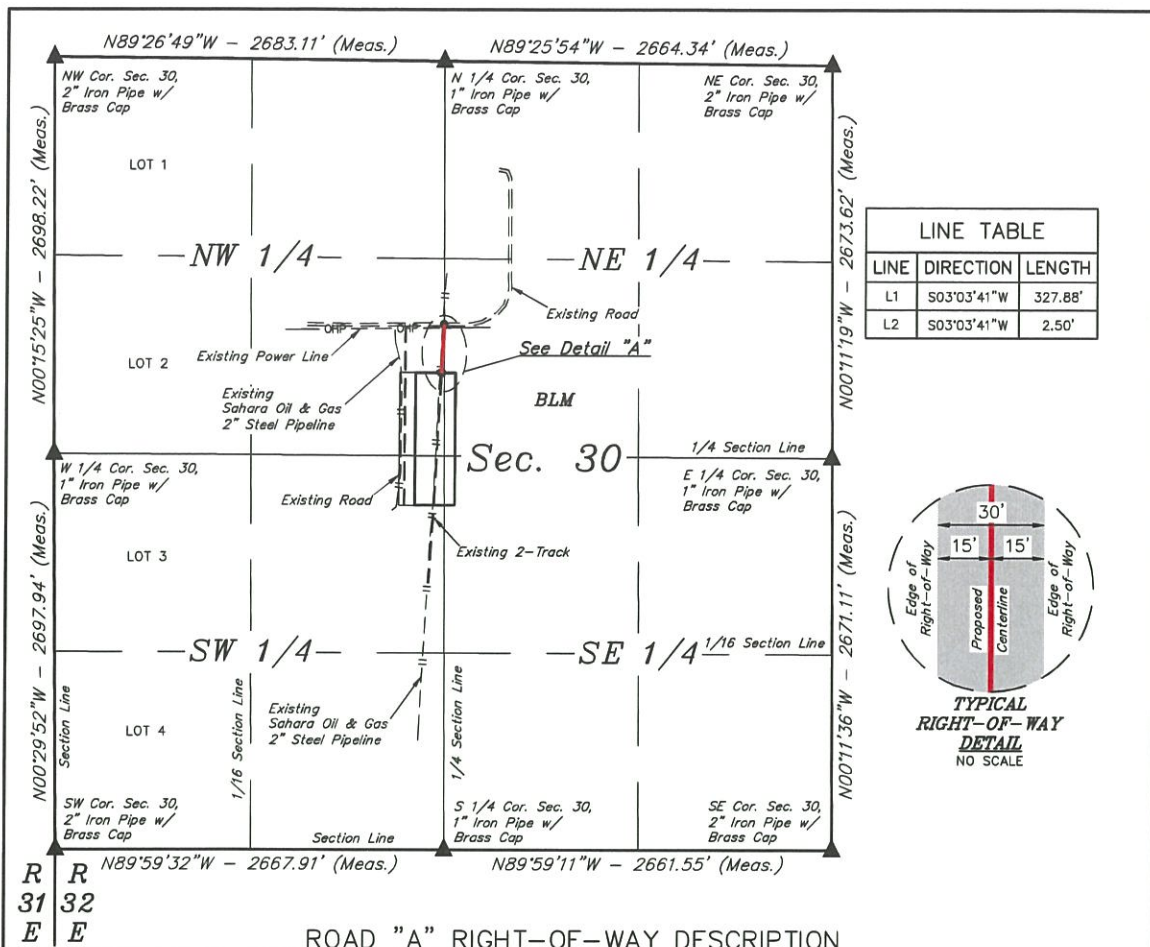 N89°26'49"W - 2683.11' (Meas.)
N89°25'54"W - 2664.34' (Meas.)
NW Cor. Sec. 30,
2" Iron Pipe w/
Brass Cap
N 1/4 Cor. Sec. 30,
1" Iron Pipe w/
Brass Cap
NE Cor. Sec. 30,
2" Iron Pipe w/
Brass Cap
N00°15'25"W - 2698.22' (Meas.)
N00°11'19"W - 2673.62' (Meas.)
LOT 1
NW 1/4
NE 1/4
LINE TABLE
LINE DIRECTION LENGTH
L1 S03°03'41"W 327.88'
L2 S03°03'41"W 2.50'
Existing Road
OHP
OHP
Existing Power Line
See Detail "A"
LOT 2
Existing
Sahara Oil & Gas
2" Steel Pipeline
BLM
Sec. 30
1/4 Section Line
W 1/4 Cor. Sec. 30,
1" Iron Pipe w/
Brass Cap
E 1/4 Cor. Sec. 30,
1" Iron Pipe w/
Brass Cap
Existing Road
Existing 2-Track
LOT 3
N00°29'52"W - 2697.94' (Meas.)
N00°11'36"W - 2671.11' (Meas.)
30'
15' 15'
Edge of
Right-of-Way
Proposed
Centerline
Edge of
Right-of-Way
TYPICAL
RIGHT-OF-WAY
DETAIL
NO SCALE
SW 1/4
SE 1/4
1/16 Section Line
Existing
Sahara Oil & Gas
2" Steel Pipeline
LOT 4
Section Line
1/16 Section Line
1/4 Section Line
SW Cor. Sec. 30,
2" Iron Pipe w/
Brass Cap
Section Line
S 1/4 Cor. Sec. 30,
1" Iron Pipe w/
Brass Cap
SE Cor. Sec. 30,
2" Iron Pipe w/
Brass Cap
N89°59'32"W - 2667.91' (Meas.)
N89°59'11"W - 2661.55' (Meas.)
R R
31 32
E E
ROAD "A" RIGHT-OF-WAY DESCRIPTION